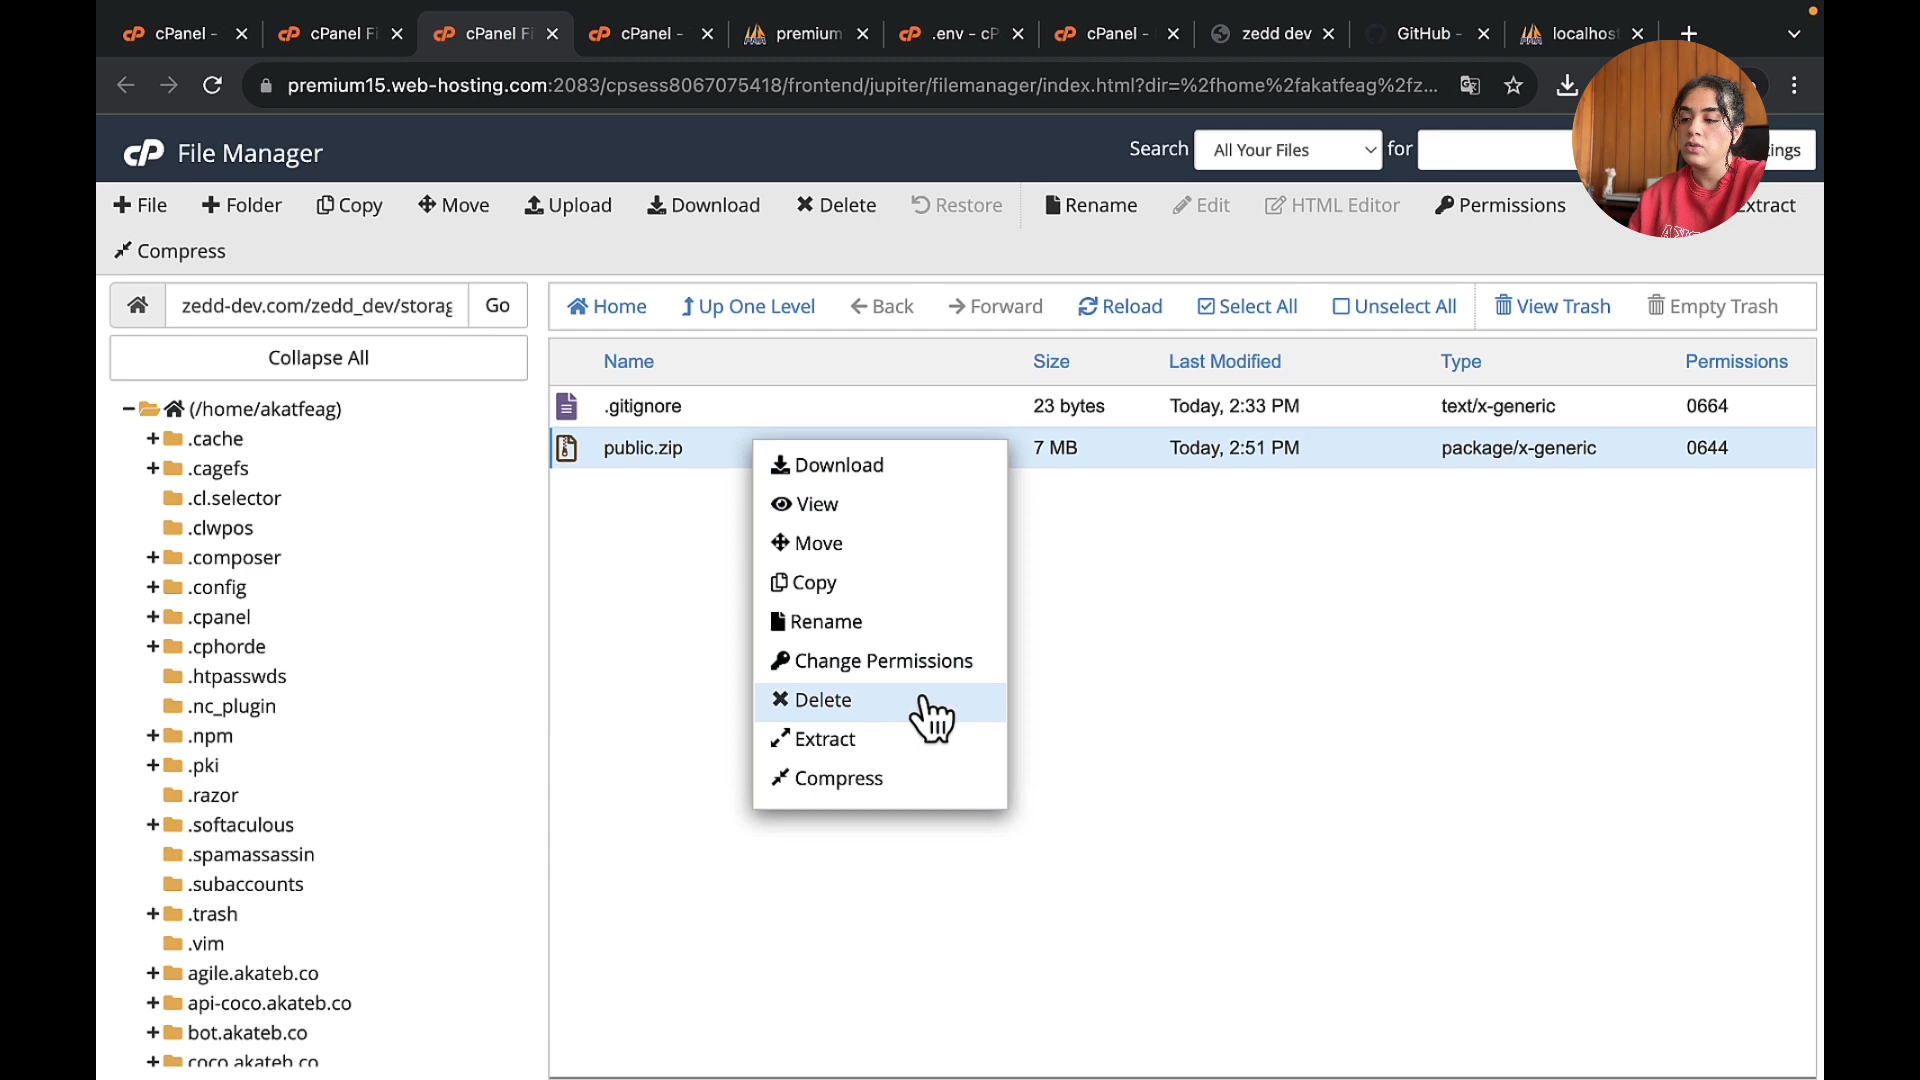 cPanel -
cPanel Fi
cPanel Fi
cPanel -
premium
.env - cP
cPanel -
zedd dev
GitHub -
localhost
premium15.web-hosting.com:2083/cpsess8067075418/frontend/jupiter/filemanager/index.html?dir=%2fhome%2fakatfeag%2fz...
cP File Manager
Search All Your Files for
File Folder Copy Move Upload Download Delete Restore Rename Edit HTML Editor Permissions
Compress
zedd-dev.com/zedd_dev/storag Go
Home Up One Level Back Forward Reload Select All Unselect All View Trash Empty Trash
Collapse All
Name Size Last Modified Type Permissions
.gitignore 23 bytes Today, 2:33 PM text/x-generic 0664
public.zip 7 MB Today, 2:51 PM package/x-generic 0644
Download
View
Move
Copy
Rename
Change Permissions
Delete
Extract
Compress
(/home/akatfeag)
.cache
.cagefs
.cl.selector
.clwpos
.composer
.config
.cpanel
.cphorde
.htpasswds
.nc_plugin
.npm
.pki
.razor
.softaculous
.spamassassin
.subaccounts
.trash
.vim
agile.akateb.co
api-coco.akateb.co
bot.akateb.co
coco.akateb.co